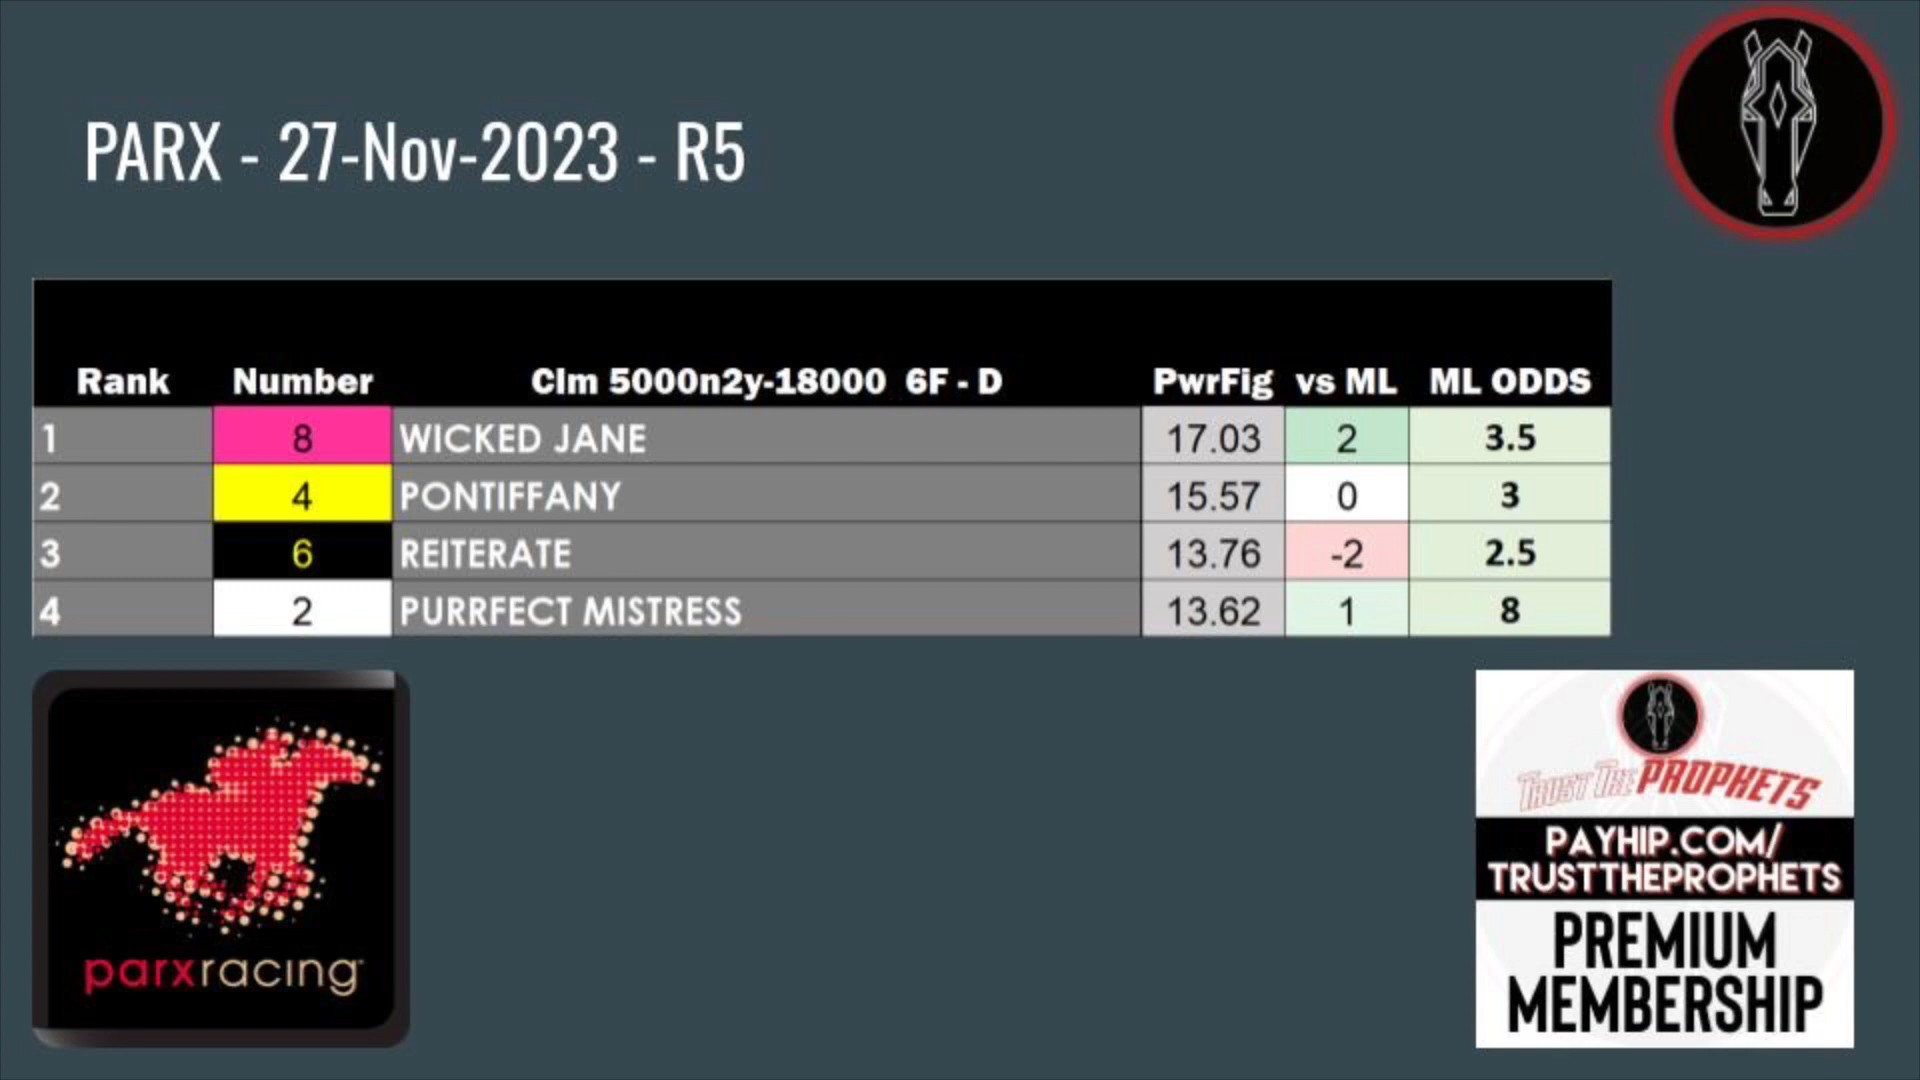 PARX - 27-Nov-2023 - R5
Rank Number Clm 5000n2y-18000 6F - D PwrFig vs ML ML ODDS
1 8 WICKED JANE 17.03 2 3.5
2 4 PONTIFFANY 15.57 0 3
3 6 REITERATE 13.76 -2 2.5
4 2 PURRFECT MISTRESS 13.62 1 8
parxracing
TRUST THE PROPHETS
PAYHIP.COM/
TRUSTTHEPROPHETS
PREMIUM
MEMBERSHIP